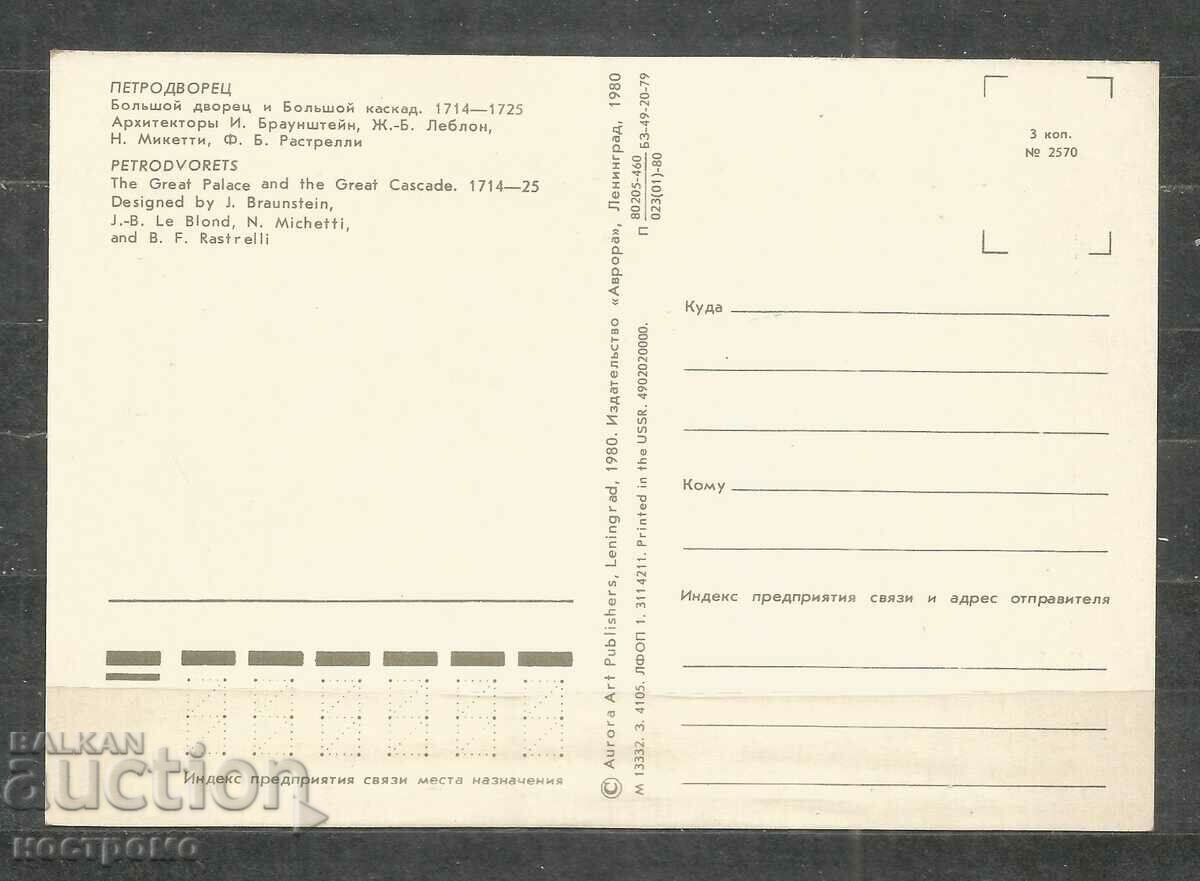 ПЕТРОДВОРЕЦ
Большой дворец и Большой каскад. 1714—1725
Архитекторы И. Браунштейн, Ж.-Б. Леблон,
Н. Микетти, Ф. Б. Растрелли
PETRODVORETS
The Great Palace and the Great Cascade. 1714—25
Designed by J. Braunstein,
J.-B. Le Blond, N. Michetti,
and B. F. Rastrelli
Индекс предприятия связи места назначения
© Aurora Art Publishers, Leningrad, 1980. Издательство «Аврора», Ленинград, 1980
М 13332. З. 4105. ЛФОП 1. 3114211. Printed in the USSR. 4902020000.
П 80205-460 БЗ-49-20-79
023(01)-80
3 коп.
№ 2570
Куда
Кому
Индекс предприятия связи и адрес отправителя
BALKAN
auction
костромо